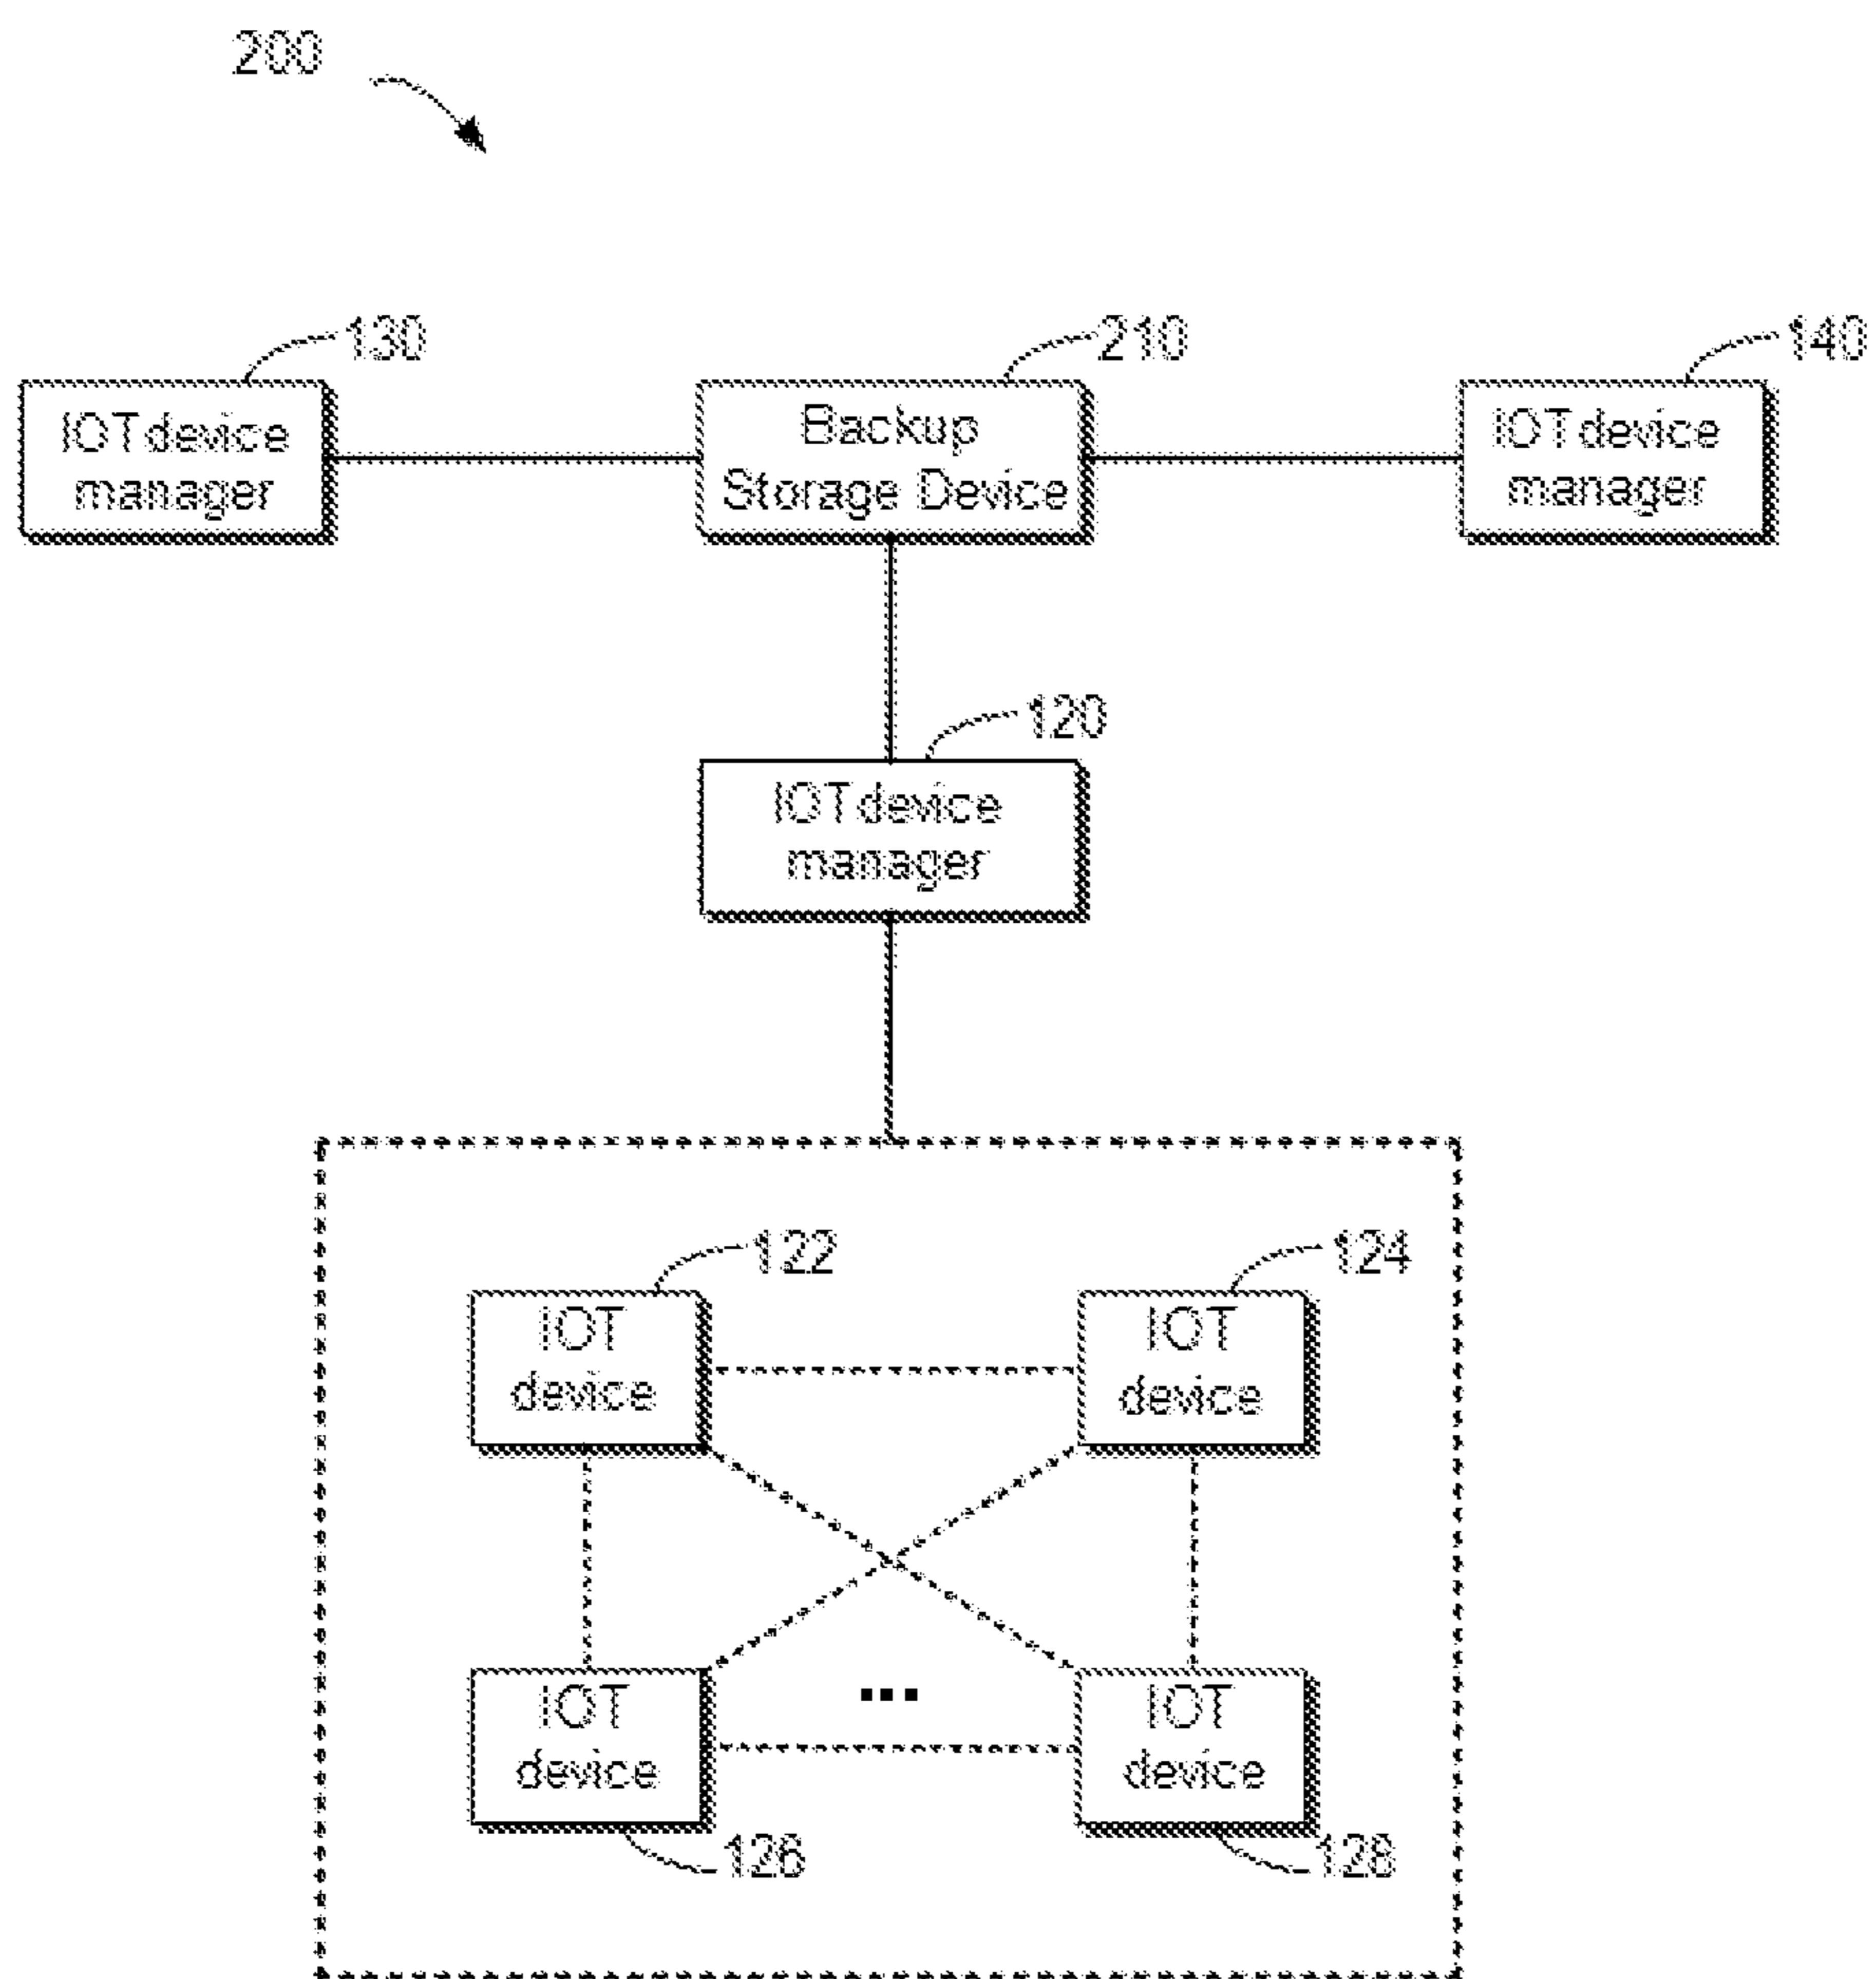 200
130
210
140
IOT device
manager
Backup
Storage Device
IOT device
manager
120
IOT device
manager
122
124
IOT
device
IOT
device
...
IOT
device
IOT
device
126
128